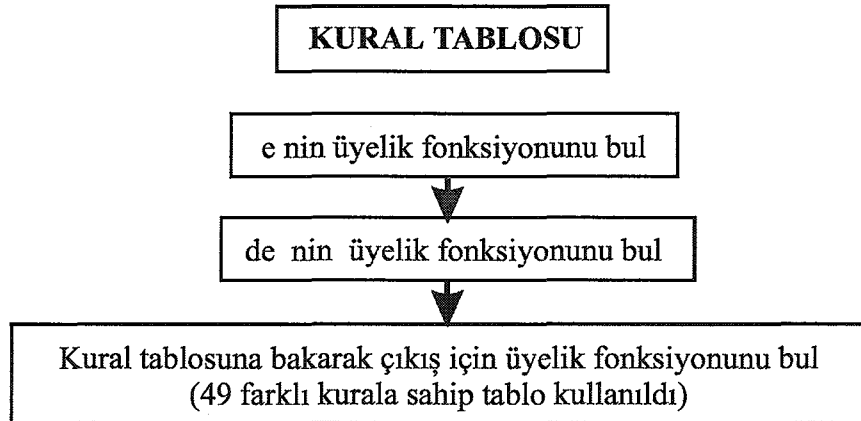 KURAL TABLOSU
e nin üyelik fonksiyonunu bul
de nin üyelik fonksiyonunu bul
Kural tablosuna bakarak çıkış için üyelik fonksiyonunu bul
(49 farklı kurala sahip tablo kullanıldı)